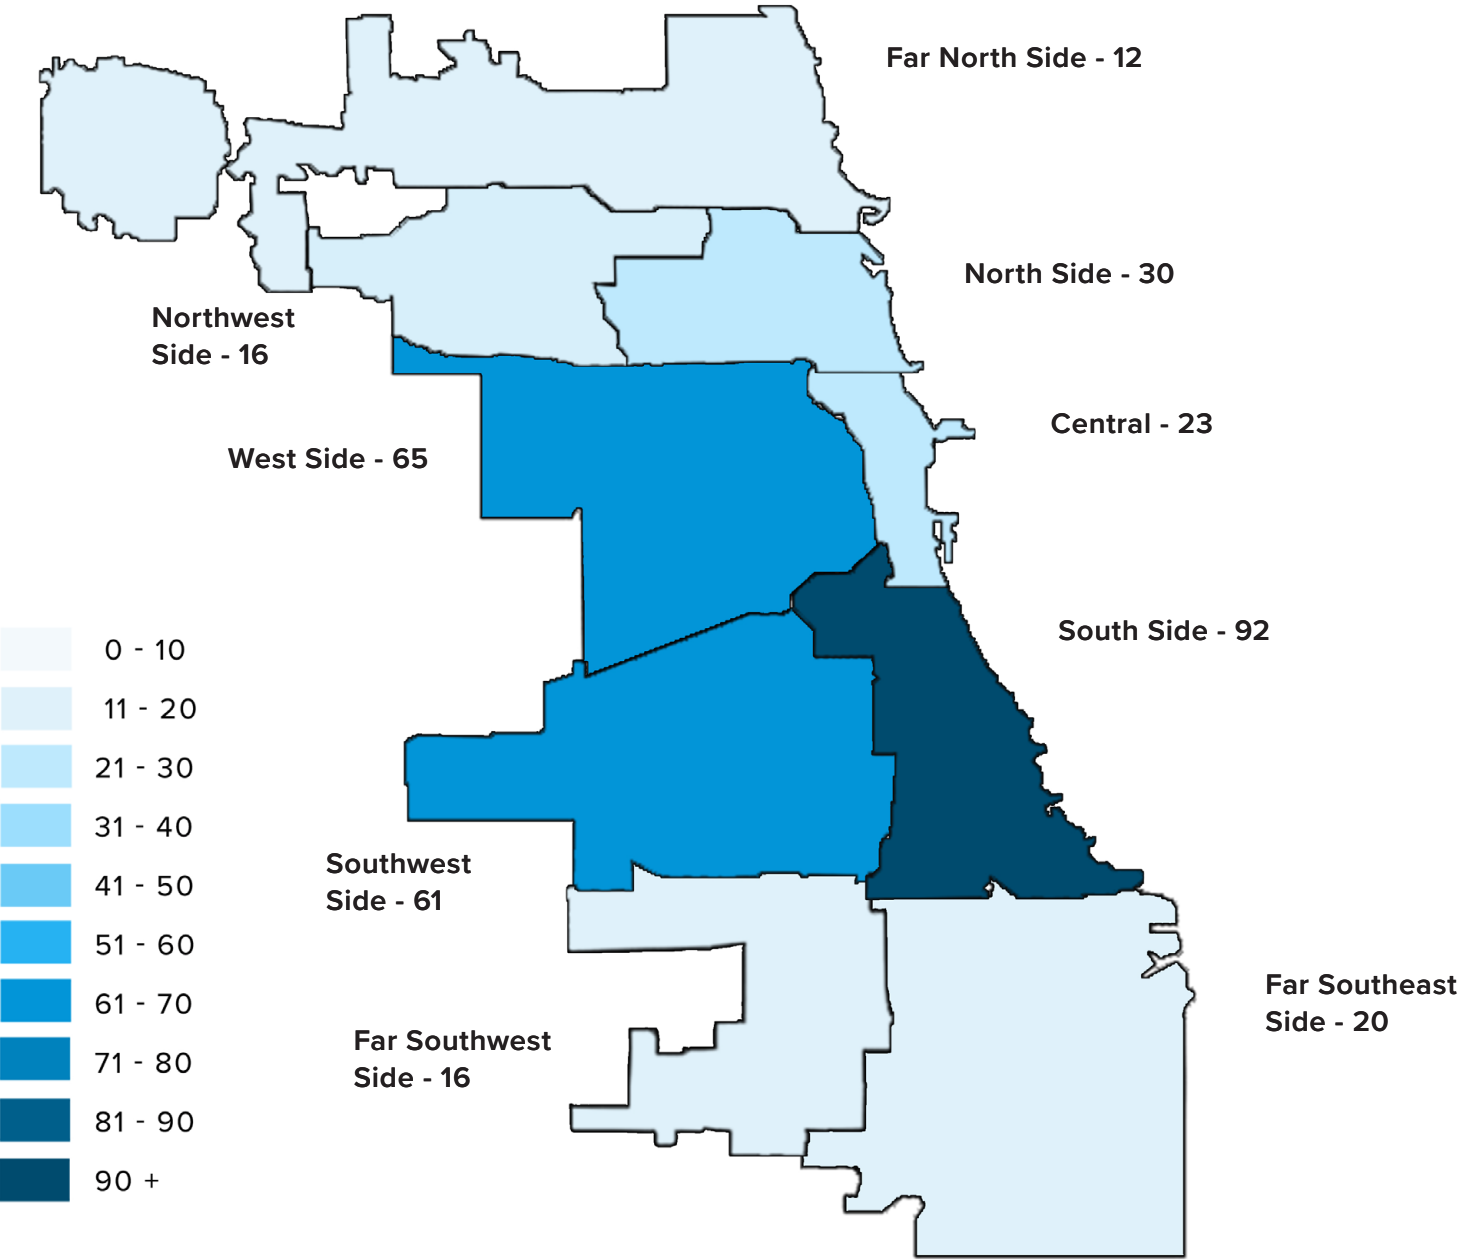 Far North Side - 12
North Side - 30
Northwest
Side - 16
Central - 23
West Side - 65
South Side - 92
0 - 10
11 - 20
21 - 30
31 - 40
41 - 50
51 - 60
61 - 70
71 - 80
81 - 90
90 +
Southwest
Side - 61
Far Southeast
Side - 20
Far Southwest
Side - 16